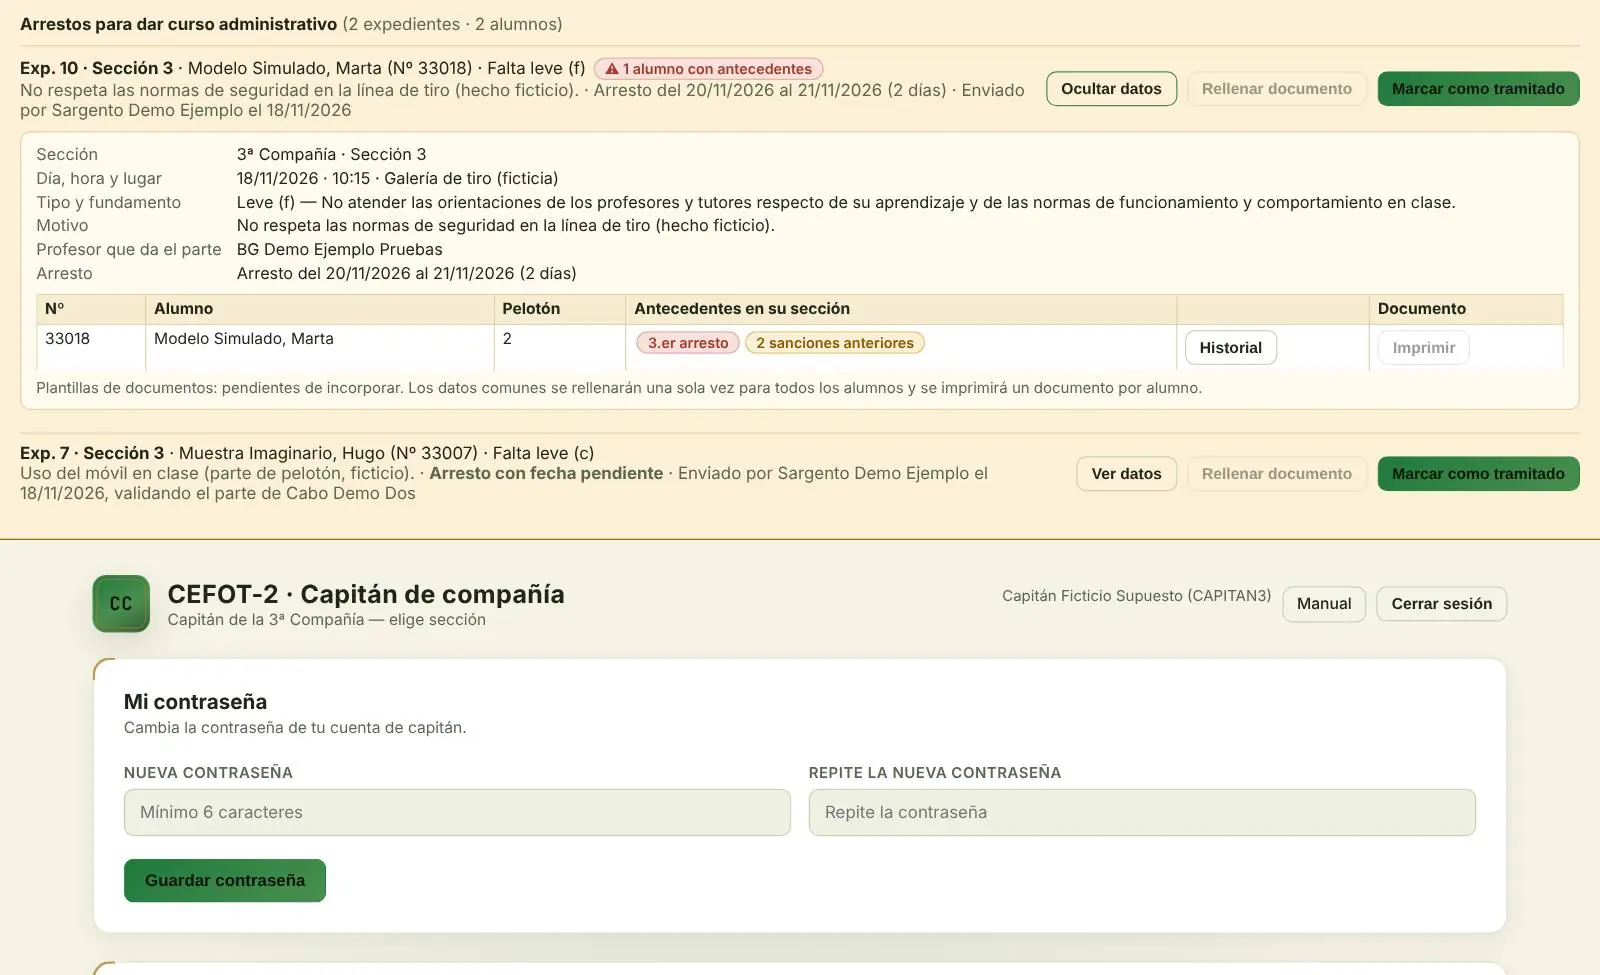 Arrestos para dar curso administrativo (2 expedientes · 2 alumnos)
Exp. 10 · Sección 3 · Modelo Simulado, Marta (Nº 33018) · Falta leve (f) ⚠ 1 alumno con antecedentes
No respeta las normas de seguridad en la línea de tiro (hecho ficticio). · Arresto del 20/11/2026 al 21/11/2026 (2 días) · Enviado
por Sargento Demo Ejemplo el 18/11/2026
Ocultar datos
Rellenar documento
Marcar como tramitado
Sección 3ª Compañía · Sección 3
Día, hora y lugar 18/11/2026 · 10:15 · Galería de tiro (ficticia)
Tipo y fundamento Leve (f) — No atender las orientaciones de los profesores y tutores respecto de su aprendizaje y de las normas de funcionamiento y comportamiento en clase.
Motivo No respeta las normas de seguridad en la línea de tiro (hecho ficticio).
Profesor que da el parte BG Demo Ejemplo Pruebas
Arresto Arresto del 20/11/2026 al 21/11/2026 (2 días)
Nº Alumno Pelotón Antecedentes en su sección Documento
33018 Modelo Simulado, Marta 2 3.er arresto 2 sanciones anteriores Historial Imprimir
Plantillas de documentos: pendientes de incorporar. Los datos comunes se rellenarán una sola vez para todos los alumnos y se imprimirá un documento por alumno.
Exp. 7 · Sección 3 · Muestra Imaginario, Hugo (Nº 33007) · Falta leve (c)
Uso del móvil en clase (parte de pelotón, ficticio). · Arresto con fecha pendiente · Enviado por Sargento Demo Ejemplo el
18/11/2026, validando el parte de Cabo Demo Dos
Ver datos
Rellenar documento
Marcar como tramitado
CC
CEFOT-2 · Capitán de compañía
Capitán de la 3ª Compañía — elige sección
Capitán Ficticio Supuesto (CAPITAN3)
Manual
Cerrar sesión
Mi contraseña
Cambia la contraseña de tu cuenta de capitán.
NUEVA CONTRASEÑA
Mínimo 6 caracteres
REPITE LA NUEVA CONTRASEÑA
Repite la contraseña
Guardar contraseña